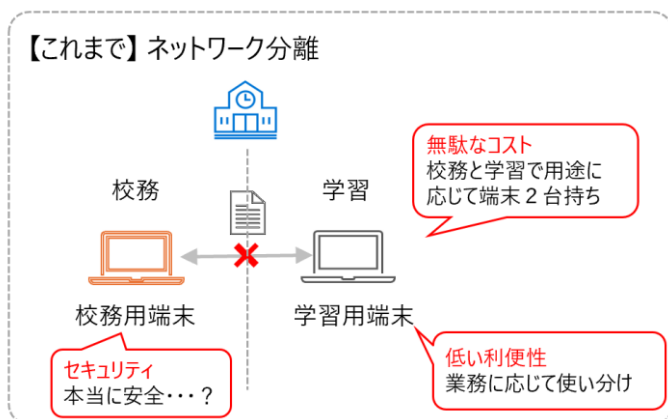 【これまで】ネットワーク分離
無駄なコスト
校務と学習で用途に
応じて端末２台持ち
校務
学習
校務用端末
学習用端末
セキュリティ
本当に安全・・・？
低い利便性
業務に応じて使い分け